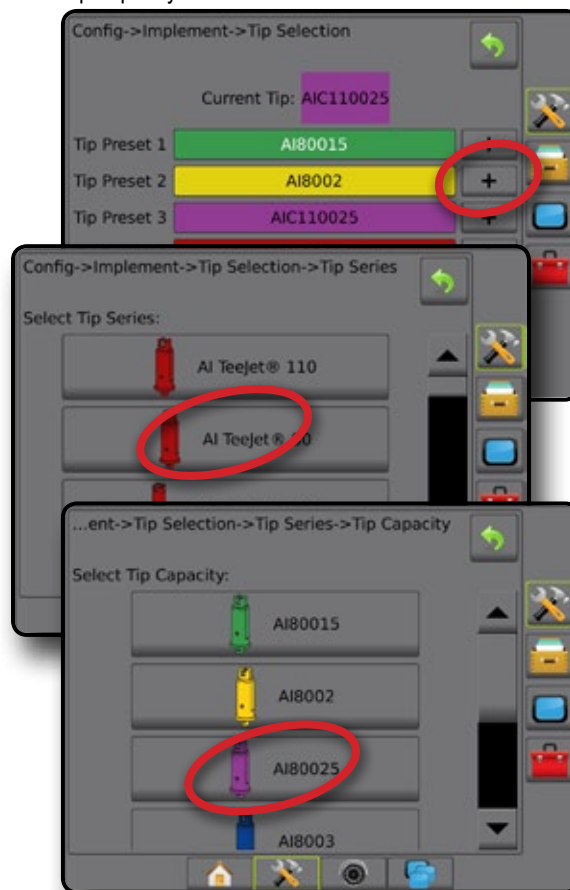 Config->Implement->Tip Selection
Current Tip: AIC110025
Tip Preset 1 AI80015 +
Tip Preset 2 AI8002 +
Tip Preset 3 AIC110025 +
Config->Implement->Tip Selection->Tip Series
Select Tip Series:
AI TeeJet® 110
AI TeeJet®
...ent->Tip Selection->Tip Series->Tip Capacity
Select Tip Capacity:
AI80015
AI8002
AI80025
AI8003